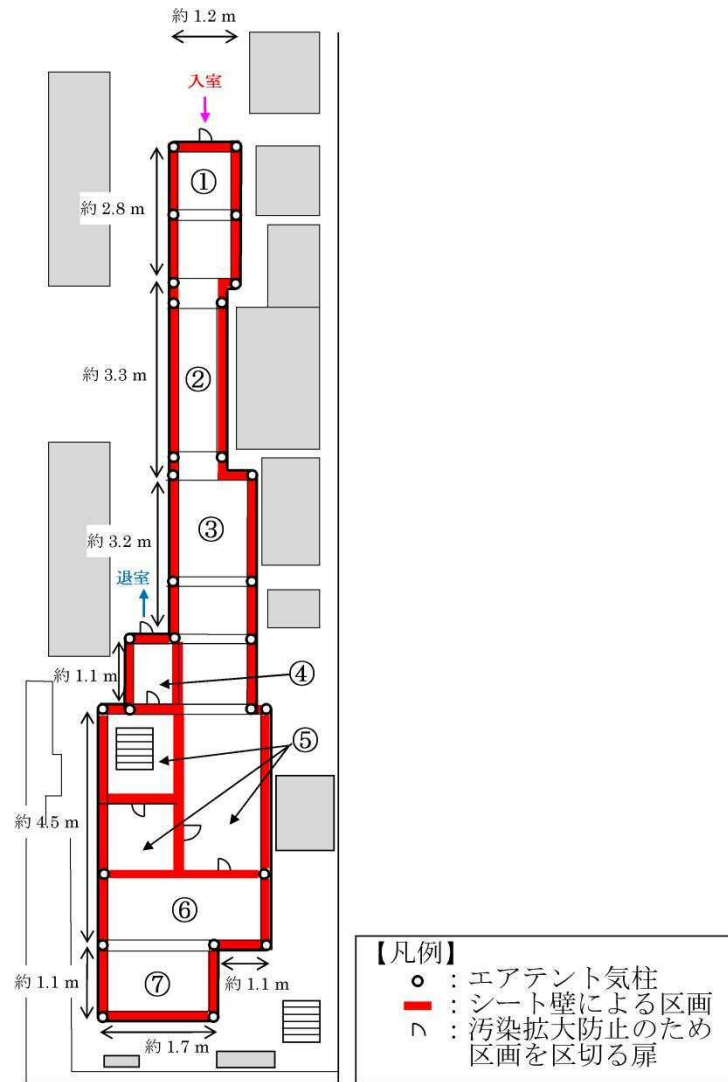 約 1.2 m
入室
①
約 2.8 m
②
約 3.3 m
③
約 3.2 m
退室
④
約 1.1 m
⑤
約 4.5 m
⑥
⑦
約 1.1 m
約 1.1 m
約 1.7 m
【凡例】
：エアテント気柱
：シート壁による区画
：汚染拡大防止のため
区画を区切る扉